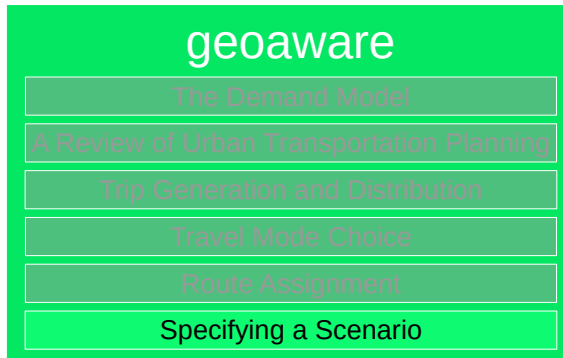 geoaware
The Demand Model
A Review of Urban Transportation Planning
Trip Generation and Distribution
Travel Mode Choice
Route Assignment
Specifying a Scenario